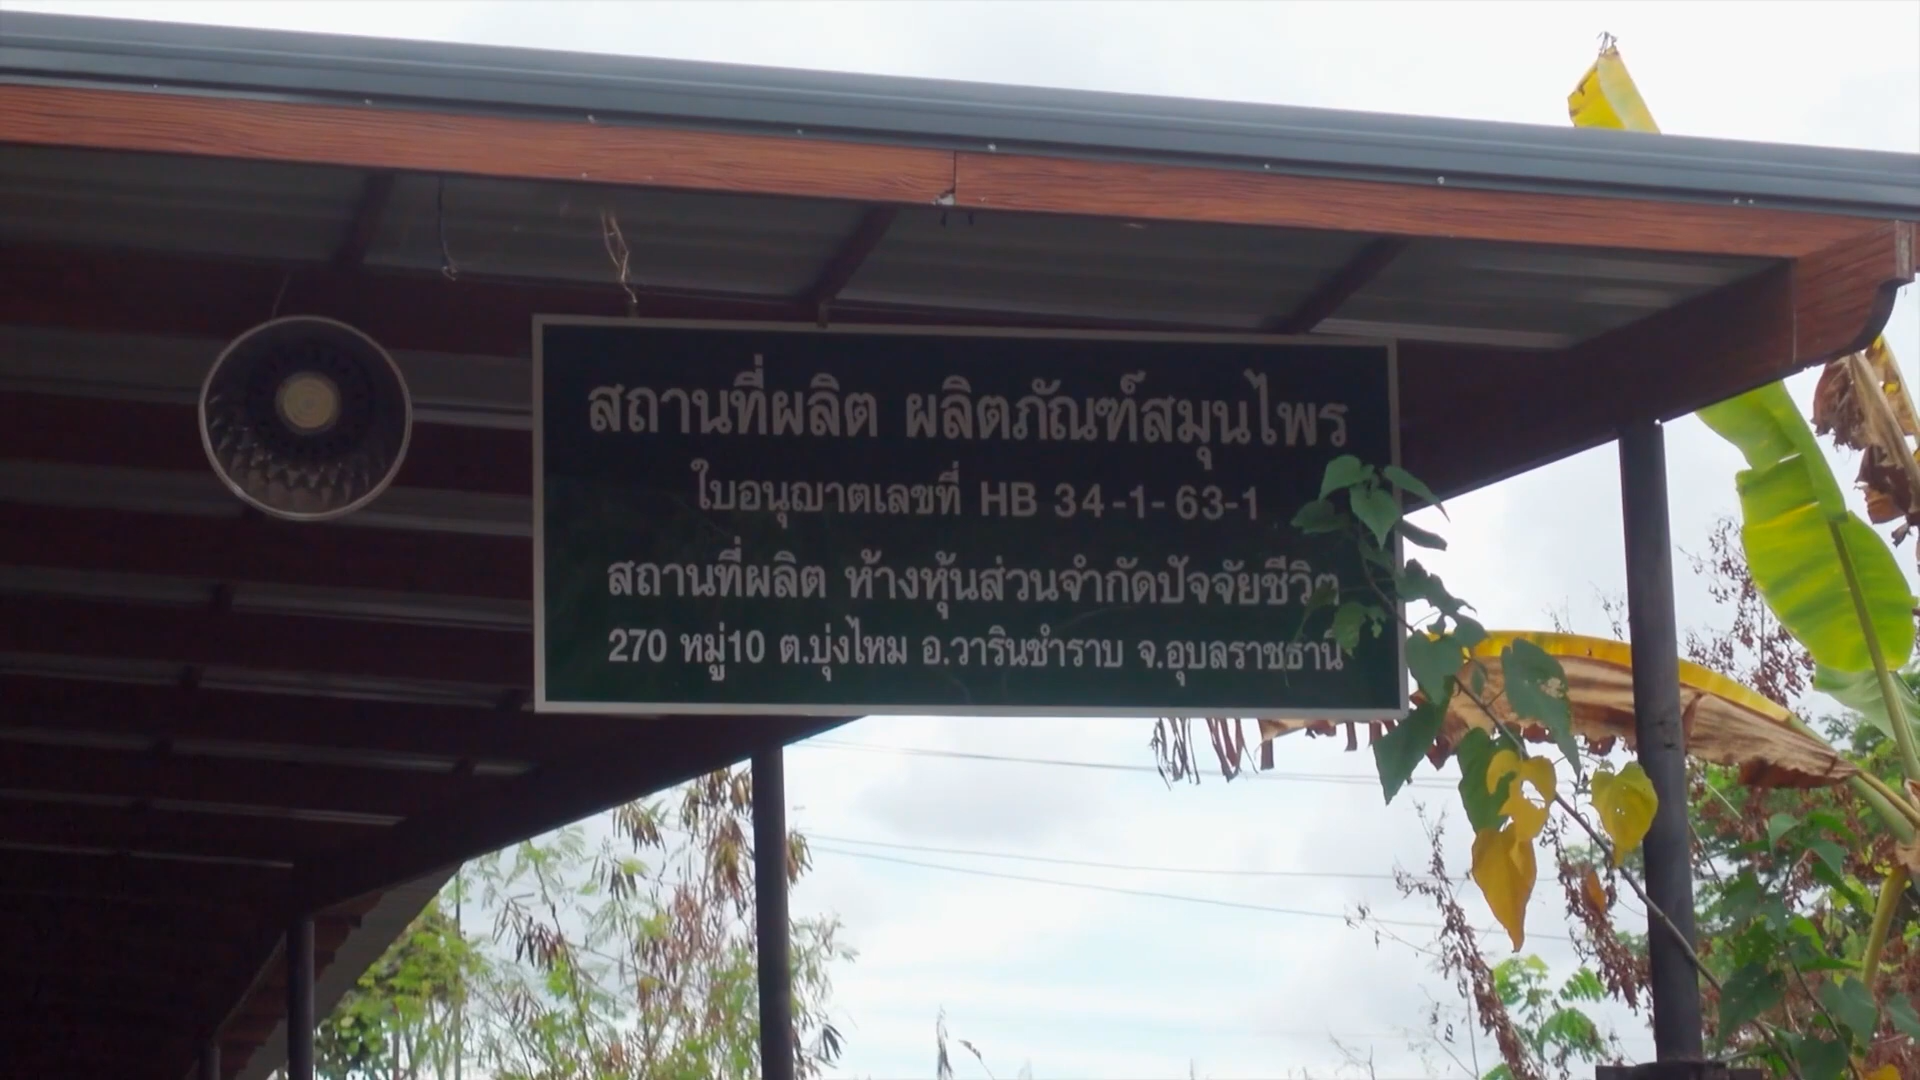 สถานที่ผลิต ผลิตภัณฑ์สมุนไพร
ใบอนุญาตเลขที่ HB 34-1-63-1
สถานที่ผลิต ห้างหุ้นส่วนจำกัดปัจจัยชีวิต
270 หมู่10 ต.บุ่งไหม อ.วารินชำราบ จ.อุบลราชธานี